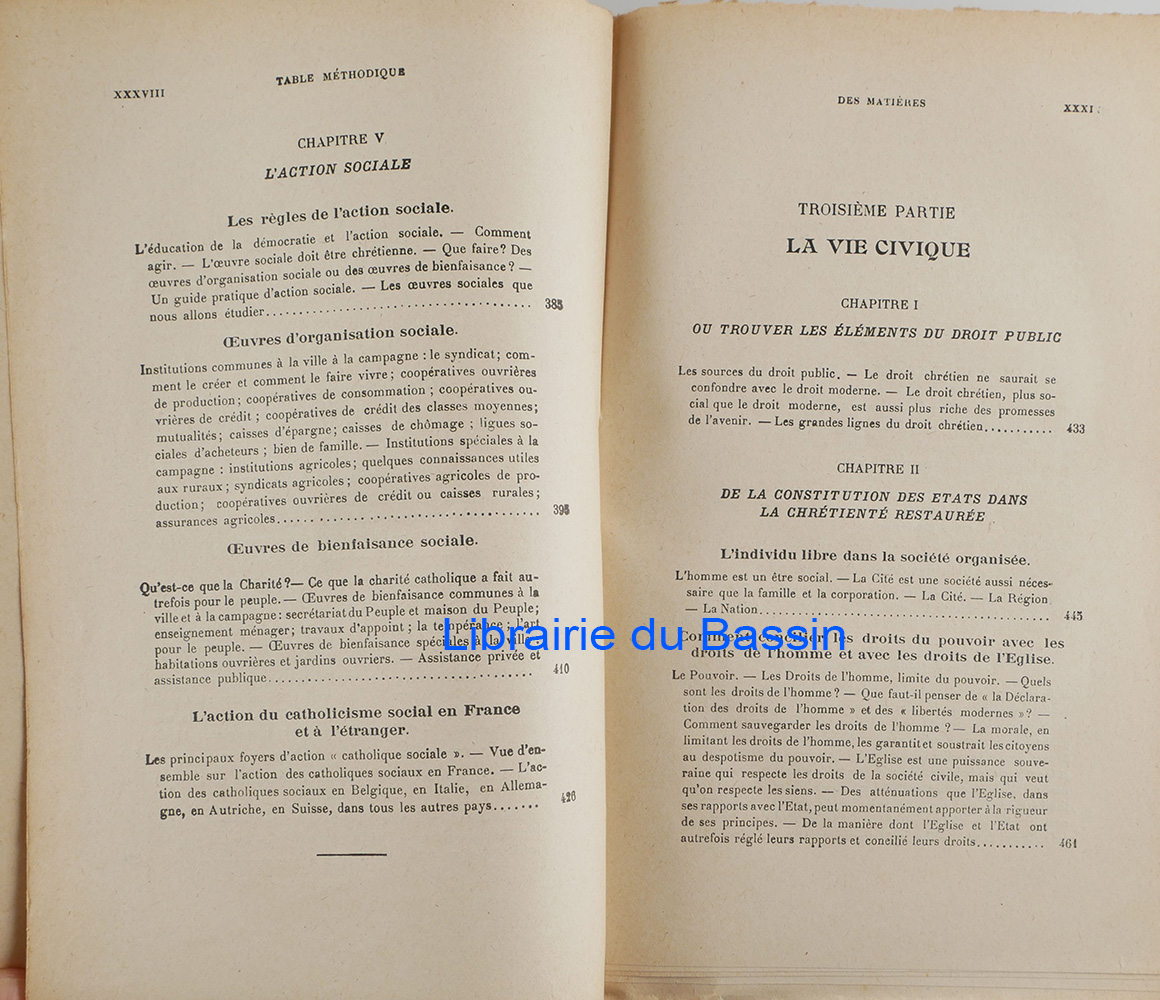 XXXVIII
TABLE MÉTHODIQUE
CHAPITRE V
L'ACTION SOCIALE
Les règles de l'action sociale.
L'éducation de la démocratie et l'action sociale. — Comment
agir. — L'œuvre sociale doit être chrétienne. — Que faire? Des
œuvres d'organisation sociale ou des œuvres de bienfaisance? —
Un guide pratique d'action sociale. — Les œuvres sociales que
nous allons étudier.............................. 385
Œuvres d'organisation sociale.
Institutions communes à la ville à la campagne : le syndicat; com-
ment le créer et comment le faire vivre; coopératives ouvrières
de production; coopératives de consommation; coopératives ou-
vrières de crédit; coopératives de crédit des classes moyennes;
mutualités; caisses d'épargne; caisses de chômage; ligues so-
ciales d'acheteurs; bien de famille. — Institutions spéciales à la
campagne : institutions agricoles; quelques connaissances utiles
aux ruraux; syndicats agricoles; coopératives agricoles de pro-
duction; coopératives ouvrières de crédit ou caisses rurales;
assurances agricoles.............................. 395
Œuvres de bienfaisance sociale.
Qu'est-ce que la Charité? — Ce que la charité catholique a fait au-
trefois pour le peuple. — Œuvres de bienfaisance communes à la
ville et à la campagne: secrétariat du Peuple et maison du Peuple;
enseignement ménager; travaux d'appoint; la tempérance; l'art
pour le peuple. — Œuvres de bienfaisance spéciales à la ville:
habitations ouvrières et jardins ouvriers. — Assistance privée et
assistance publique.............................. 410
L'action du catholicisme social en France
et à l'étranger.
Les principaux foyers d'action « catholique sociale ». — Vue d'en-
semble sur l'action des catholiques sociaux en France. — L'ac-
tion des catholiques sociaux en Belgique, en Italie, en Allema-
gne, en Autriche, en Suisse, dans tous les autres pays....... 426
DES MATIÈRES
XXXI
TROISIÈME PARTIE
LA VIE CIVIQUE
CHAPITRE I
OU TROUVER LES ÉLÉMENTS DU DROIT PUBLIC
Les sources du droit public. — Le droit chrétien ne saurait se
confondre avec le droit moderne. — Le droit chrétien, plus so-
cial que le droit moderne, est aussi plus riche des promesses
de l'avenir. — Les grandes lignes du droit chrétien........... 433
CHAPITRE II
DE LA CONSTITUTION DES ETATS DANS
LA CHRÉTIENTÉ RESTAURÉE
L'individu libre dans la société organisée.
L'homme est un être social. — La Cité est une société aussi néces-
saire que la famille et la corporation. — La Cité. — La Région
— La Nation.............................. 445
Comment concilier les droits du pouvoir avec les
droits de l'homme et avec les droits de l'Eglise.
Le Pouvoir. — Les Droits de l'homme, limite du pouvoir. — Quels
sont les droits de l'homme? — Que faut-il penser de « la Déclara-
tion des droits de l'homme » et des « libertés modernes »? —
Comment sauvegarder les droits de l'homme? — La morale, en
limitant les droits de l'homme, les garantit et soustrait les citoyens
au despotisme du pouvoir. — L'Eglise est une puissance souve-
raine qui respecte les droits de la société civile, mais qui veut
qu'on respecte les siens. — Des atténuations que l'Eglise, dans
ses rapports avec l'Etat, peut momentanément apporter à la rigueur
de ses principes. — De la manière dont l'Eglise et l'Etat ont
autrefois réglé leurs rapports et concilié leurs droits........... 461
Librairie du Bassin